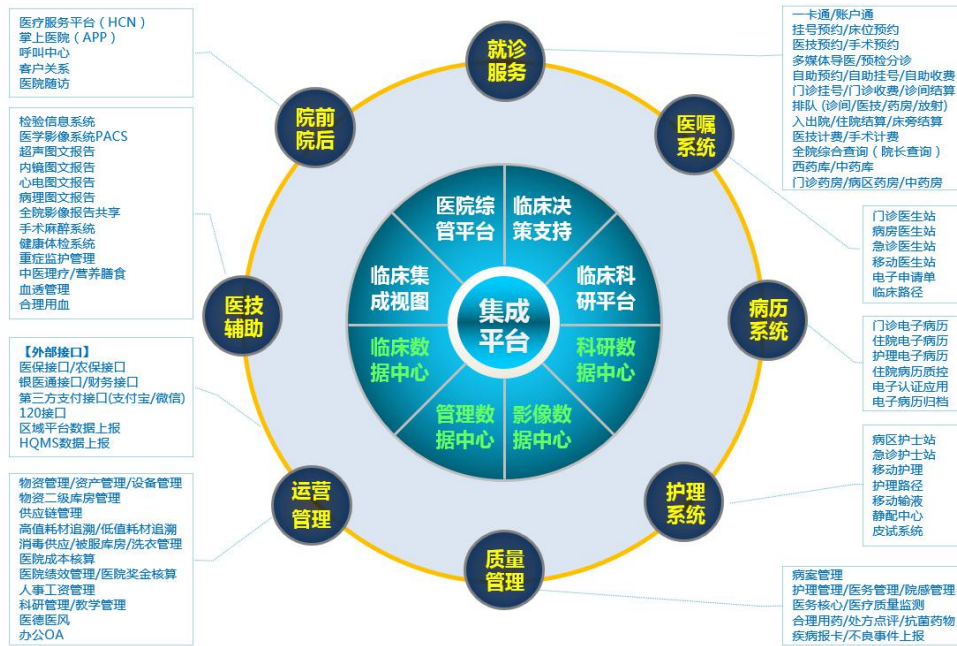 医疗服务平台（HCN）
掌上医院（APP）
呼叫中心
客户关系
医院随访
检验信息系统
医学影像系统PACS
超声图文报告
内镜图文报告
心电图文报告
病理图文报告
全院影像报告共享
手术麻醉系统
健康体检系统
重症监护管理
中医理疗/营养膳食
血透管理
合理用血
【外部接口】
医保接口/农保接口
银医通接口/财务接口
第三方支付接口(支付宝/微信)
120接口
区域平台数据上报
HQMS数据上报
物资管理/资产管理/设备管理
物资二级库房管理
供应链管理
高值耗材追溯/低值耗材追溯
消毒供应/被服库房/洗衣管理
医院成本核算
医院绩效管理/医院奖金核算
人事工资管理
科研管理/教学管理
医德医风
办公OA
就诊
服务
院前
院后
医嘱
系统
医技
辅助
病历
系统
运营
管理
护理
系统
质量
管理
医院综
管平台
临床决
策支持
临床集
成视图
临床科
研平台
集成
平台
临床数
据中心
科研数
据中心
管理数
据中心
影像数
据中心
一卡通/账户通
挂号预约/床位预约
医技预约/手术预约
多媒体导医/预检分诊
自助预约/自助挂号/自助收费
门诊挂号/门诊收费/诊间结算
排队 (诊间/医技/药房/放射)
入出院/住院结算/床旁结算
医技计费/手术计费
全院综合查询（院长查询）
西药库/中药库
门诊药房/病区药房/中药房
门诊医生站
病房医生站
急诊医生站
移动医生站
电子申请单
临床路径
门诊电子病历
住院电子病历
护理电子病历
住院病历质控
电子认证应用
电子病历归档
病区护士站
急诊护士站
移动护理
护理路径
移动输液
静配中心
皮试系统
病案管理
护理管理/医务管理/院感管理
医务核心/医疗质量监测
合理用药/处方点评/抗菌药物
疾病报卡/不良事件上报